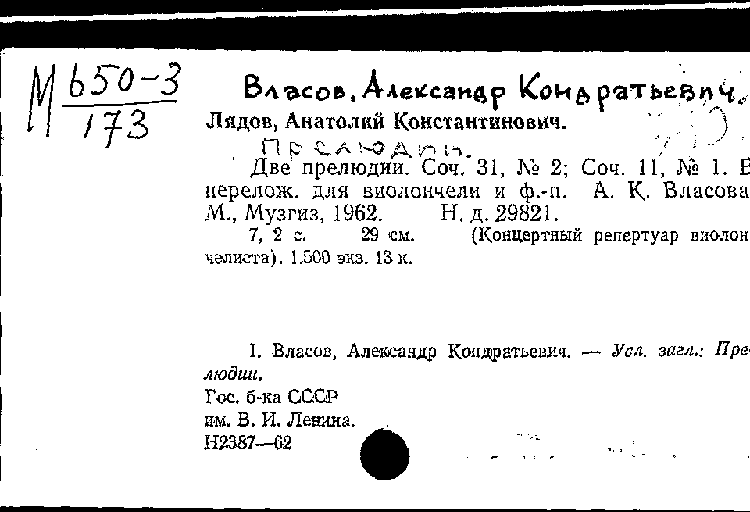 М 650-3
173
Власов, Александр Кондратьевич.
Лядов, Анатолий Константинович.
Прелюдии.
Две прелюдии. Соч. 31, № 2; Соч. 11, № 1. В
перелож. для виолончели и ф.-п. А. К. Власова
М., Музгиз, 1962. Н. д. 29821.
7, 2 с. 29 см. (Концертный репертуар виолон
челиста). 1.500 экз. 13 к.
I. Власов, Александр Кондратьевич. — Усл. загл.: Пре-
людии.
Гос. б-ка СССР
им. В. И. Ленина.
Н2387—62